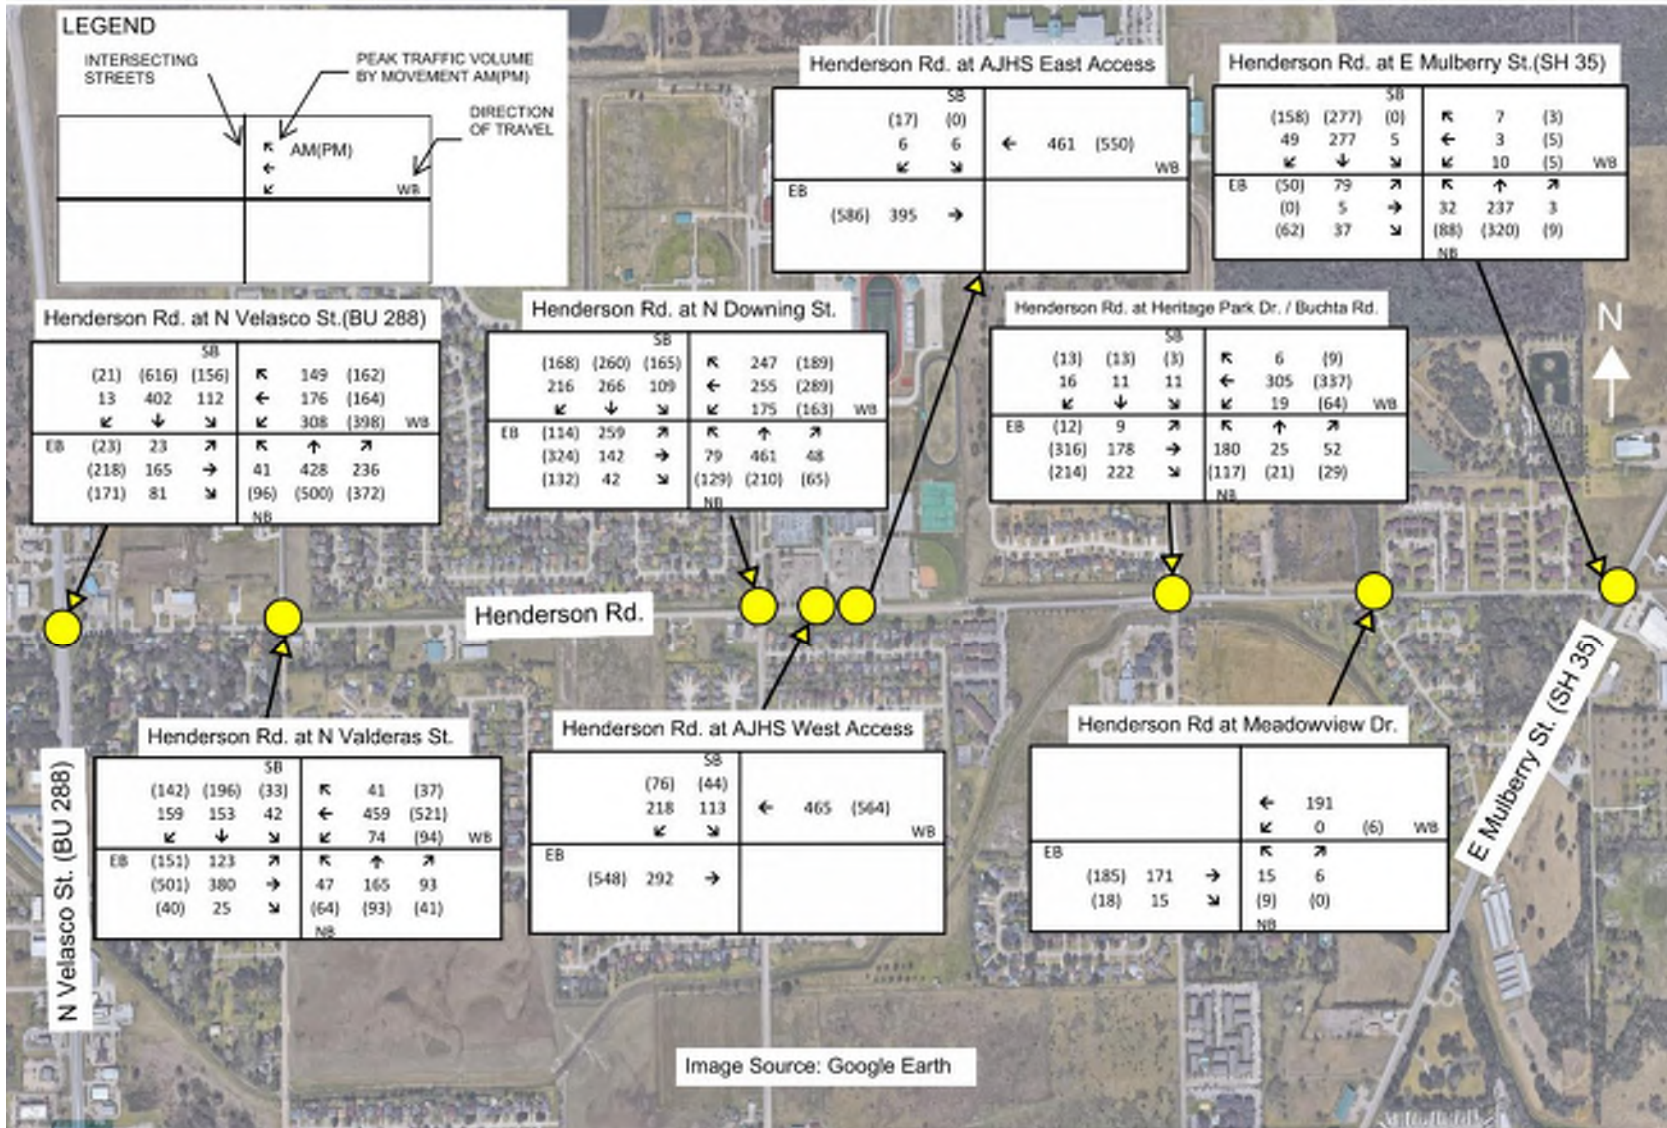 LEGEND
INTERSECTING
STREETS
PEAK TRAFFIC VOLUME
BY MOVEMENT AM(PM)
DIRECTION
OF TRAVEL
↖ AM(PM)
←
↙ WB
Henderson Rd. at AJHS East Access
SB
(17) (0)
6 6 ← 461 (550)
↙ ↘ WB
EB
(586) 395 →
Henderson Rd. at E Mulberry St.(SH 35)
SB
(158) (277) (0) ↖ 7 (3)
49 277 5 ← 3 (5)
↙ ↓ ↘ ↙ 10 (5) WB
EB (50) 79 ↗ ↖ ↑ ↗
(0) 5 → 32 237 3
(62) 37 ↘ (88) (320) (9)
NB
Henderson Rd. at N Velasco St.(BU 288)
SB
(21) (616) (156) ↖ 149 (162)
13 402 112 ← 176 (164)
↙ ↓ ↘ ↙ 308 (398) WB
EB (23) 23 ↗ ↖ ↑ ↗
(218) 165 → 41 428 236
(171) 81 ↘ (96) (500) (372)
NB
Henderson Rd. at N Downing St.
SB
(168) (260) (165) ↖ 247 (189)
216 266 109 ← 255 (289)
↙ ↓ ↘ ↙ 175 (163) WB
EB (114) 259 ↗ ↖ ↑ ↗
(324) 142 → 79 461 48
(132) 42 ↘ (129) (210) (65)
NB
Henderson Rd. at Heritage Park Dr. / Buchta Rd.
SB
(13) (13) (3) ↖ 6 (9)
16 11 11 ← 305 (337)
↙ ↓ ↘ ↙ 19 (64) WB
EB (12) 9 ↗ ↖ ↑ ↗
(316) 178 → 180 25 52
(214) 222 ↘ (117) (21) (29)
NB
N
Henderson Rd.
Henderson Rd. at N Valderas St.
SB
(142) (196) (33) ↖ 41 (37)
159 153 42 ← 459 (521)
↙ ↓ ↘ ↙ 74 (94) WB
EB (151) 123 ↗ ↖ ↑ ↗
(501) 380 → 47 165 93
(40) 25 ↘ (64) (93) (41)
NB
Henderson Rd. at AJHS West Access
SB
(76) (44)
218 113 ← 465 (564)
↙ ↘ WB
EB
(548) 292 →
Henderson Rd at Meadowview Dr.
← 191
↙ 0 (6) WB
EB ↖ ↗
(185) 171 → 15 6
(18) 15 ↘ (9) (0)
NB
N Velasco St. (BU 288)
E Mulberry St. (SH 35)
Image Source: Google Earth